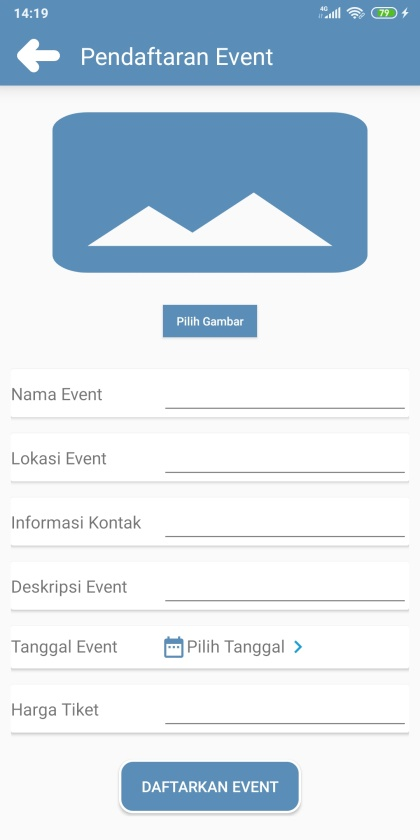 14:19
4G
79
Pendaftaran Event
Pilih Gambar
Nama Event
Lokasi Event
Informasi Kontak
Deskripsi Event
Tanggal Event Pilih Tanggal
Harga Tiket
DAFTARKAN EVENT